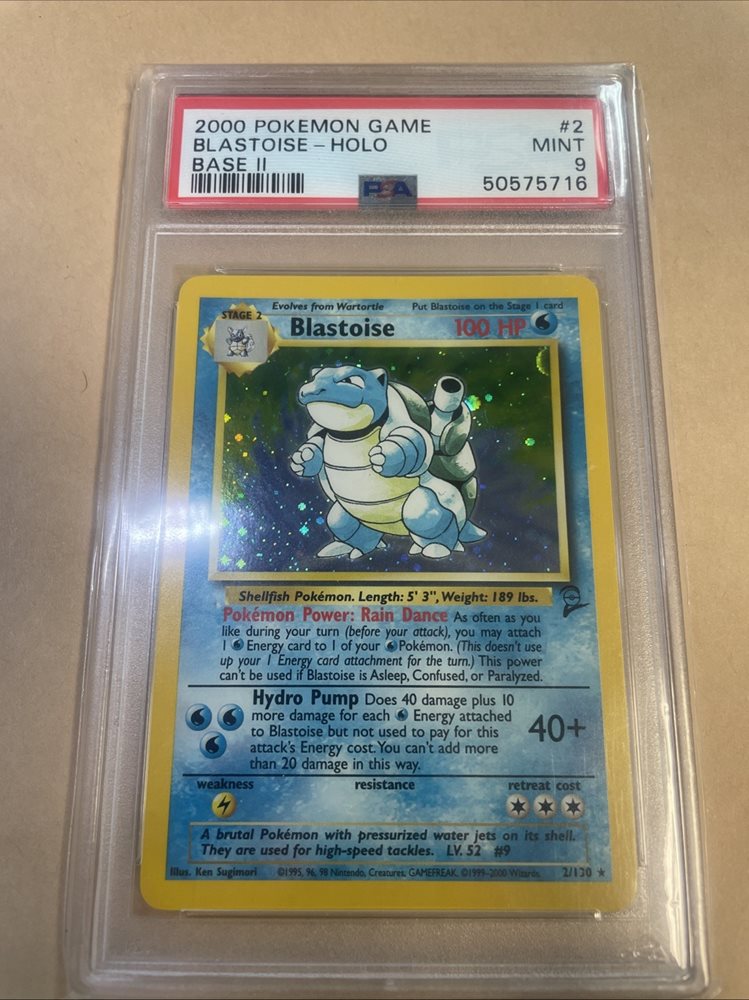 2000 POKEMON GAME #2
BLASTOISE - HOLO MINT
BASE II 9
PSA 50575716
Evolves from Wartortle Put Blastoise on the Stage 1 card
STAGE 2
Blastoise 100 HP
Shellfish Pokémon. Length: 5' 3", Weight: 189 lbs.
Pokémon Power: Rain Dance As often as you
like during your turn (before your attack), you may attach
1 Energy card to 1 of your Pokémon. (This doesn't use
up your 1 Energy card attachment for the turn.) This power
can't be used if Blastoise is Asleep, Confused, or Paralyzed.
Hydro Pump Does 40 damage plus 10
more damage for each Energy attached
to Blastoise but not used to pay for this
attack's Energy cost. You can't add more
than 20 damage in this way.
40+
weakness resistance retreat cost
A brutal Pokémon with pressurized water jets on its shell.
They are used for high-speed tackles. LV. 52 #9
Illus. Ken Sugimori ©1995, 96, 98 Nintendo, Creatures, GAMEFREAK. ©1999-2000 Wizards. 2/130